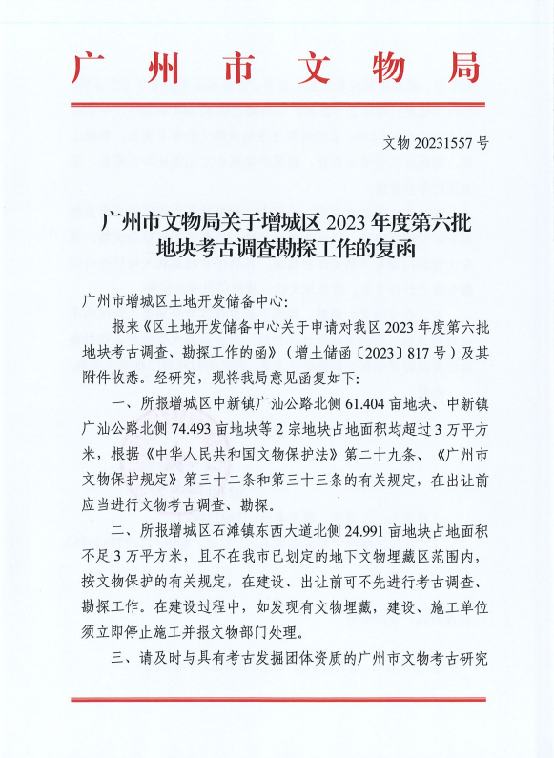 广州市文物局
文物 20231557 号
广州市文物局关于增城区 2023 年度第六批
地块考古调查勘探工作的复函
广州市增城区土地开发储备中心：
报来《区土地开发储备中心关于申请对我区 2023 年度第六批
地块考古调查、勘探工作的函》（增土储函〔2023〕817 号）及其
附件收悉。经研究，现将我局意见函复如下：
一、所报增城区中新镇广汕公路北侧 61.404 亩地块、中新镇
广汕公路北侧 74.493 亩地块等 2 宗地块占地面积均超过 3 万平方
米，根据《中华人民共和国文物保护法》第二十九条、《广州市
文物保护规定》第三十二条和第三十三条的有关规定，在出让前
应当进行文物考古调查、勘探。
二、所报增城区石滩镇东西大道北侧 24.991 亩地块占地面积
不足 3 万平方米，且不在我市已划定的地下文物埋藏区范围内，
按文物保护的有关规定，在建设、出让前可不先进行考古调查、
勘探工作。在建设过程中，如发现有文物埋藏，建设、施工单位
须立即停止施工并报文物部门处理。
三、请及时与具有考古发掘团体资质的广州市文物考古研究